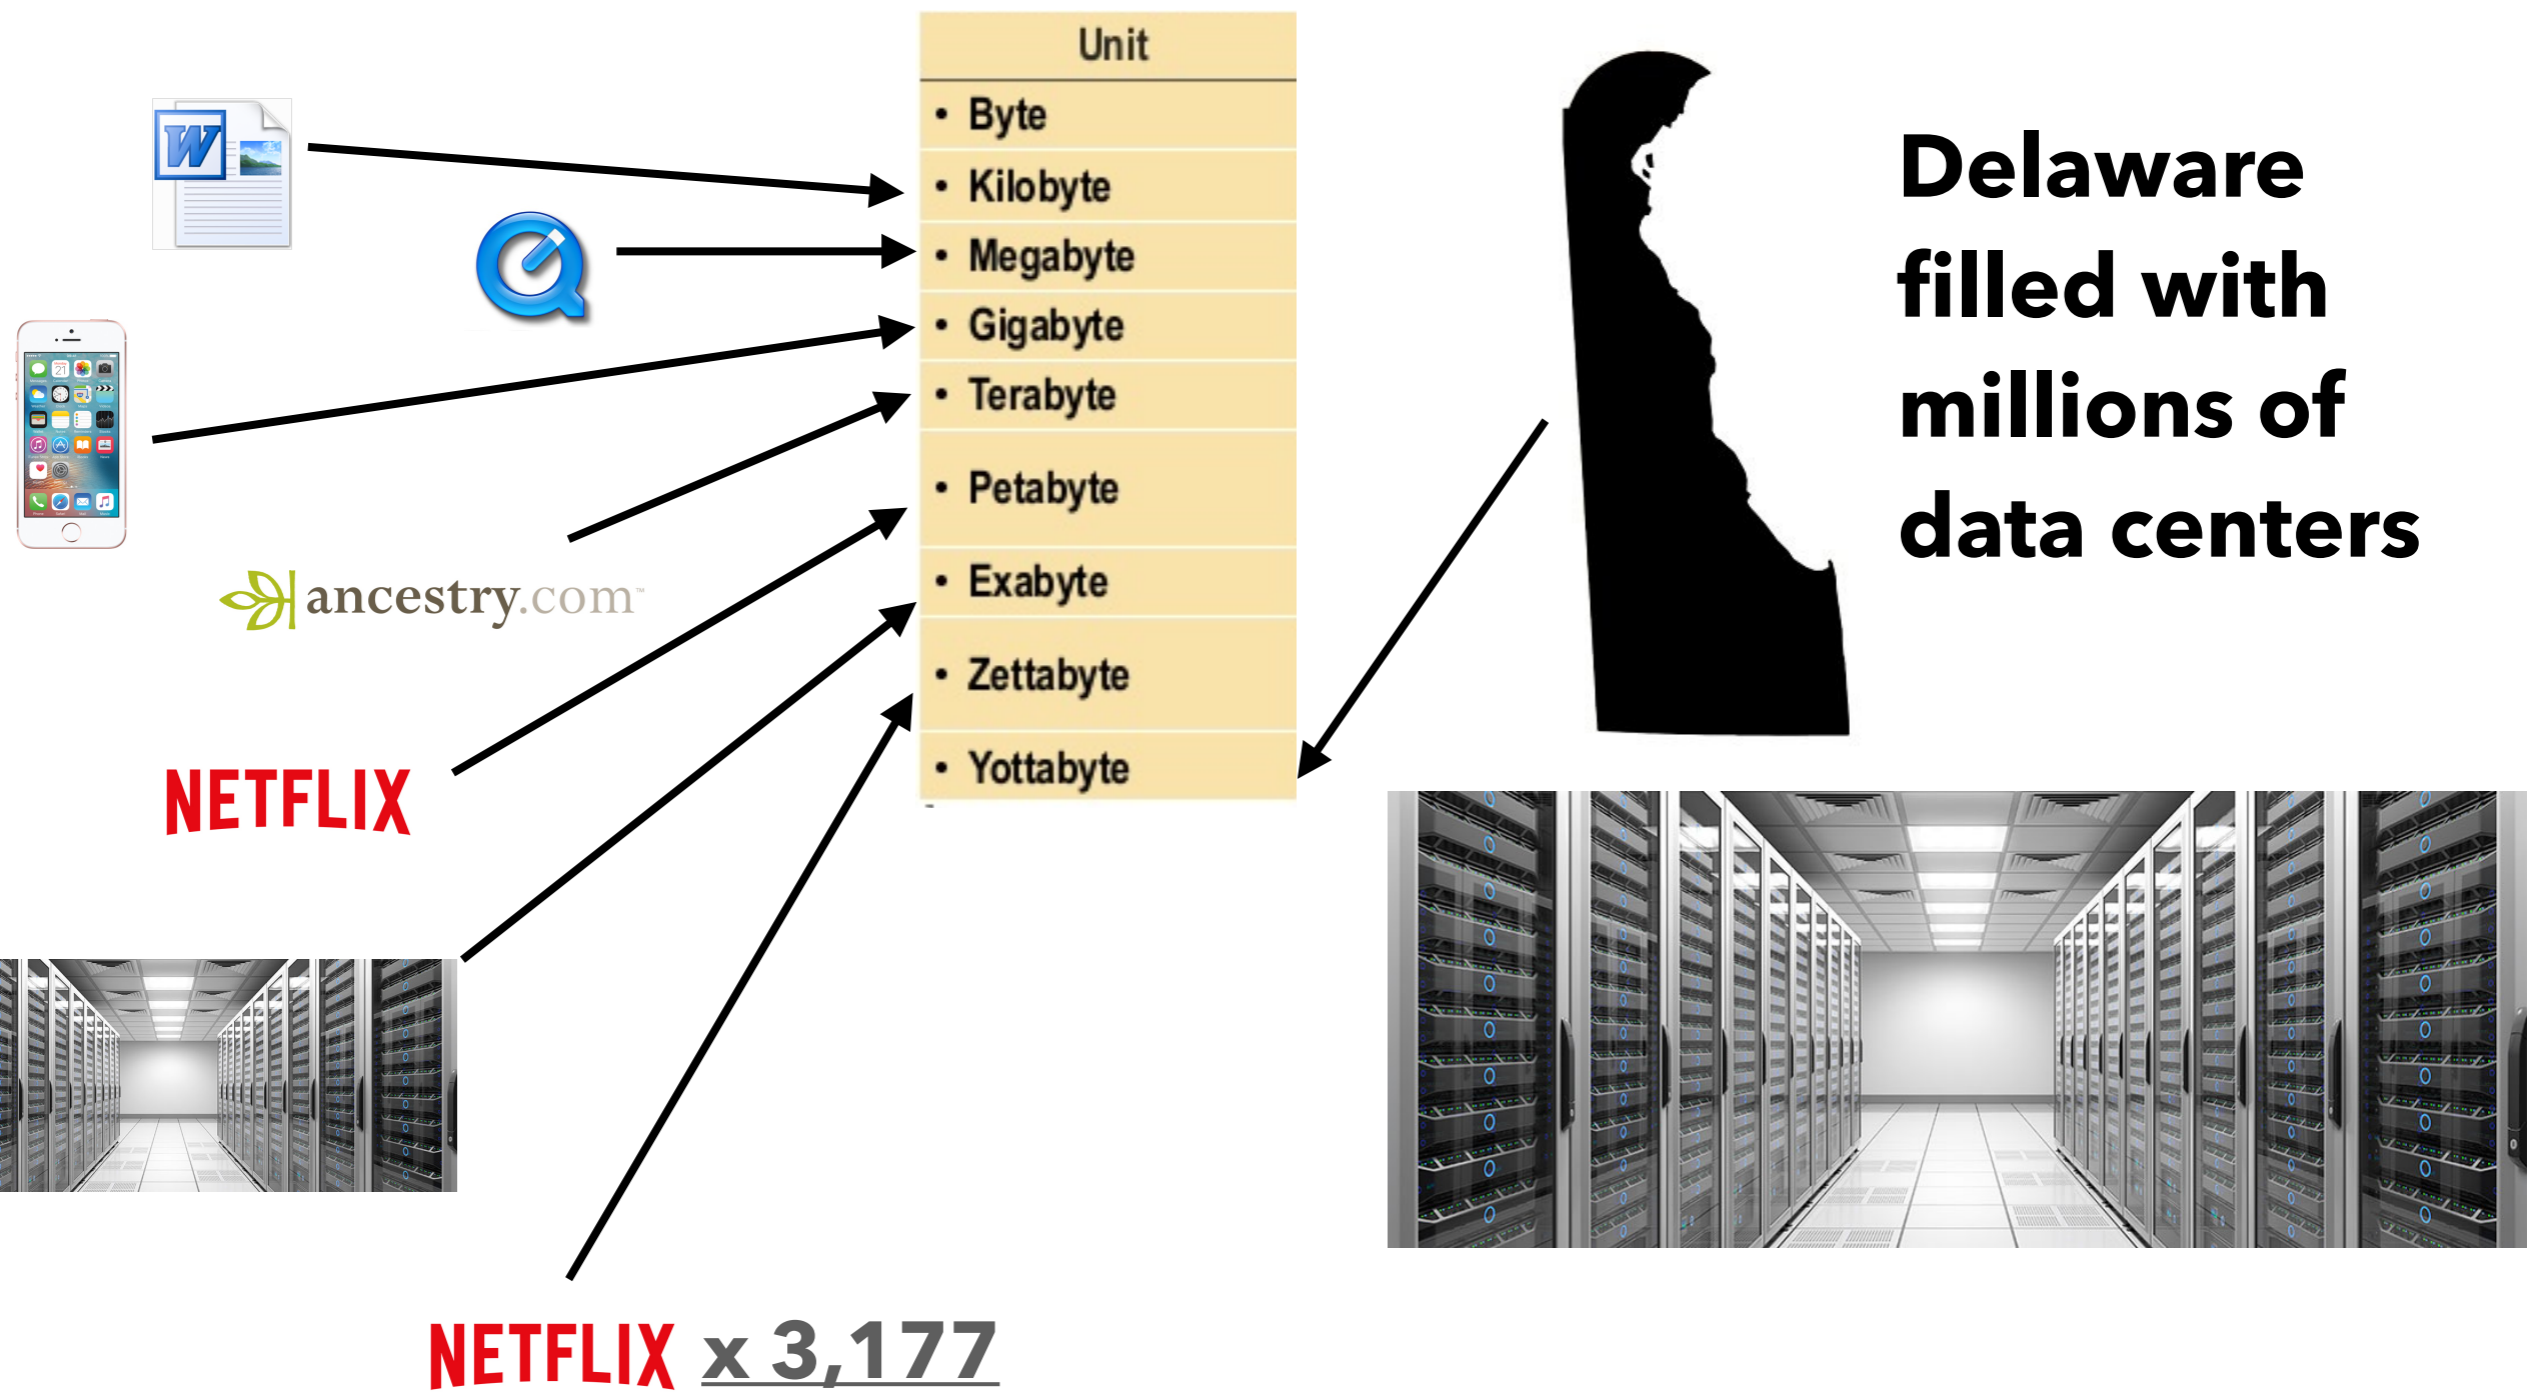 Unit
• Byte
• Kilobyte
• Megabyte
• Gigabyte
• Terabyte
• Petabyte
• Exabyte
• Zettabyte
• Yottabyte
W
ancestry.com™
NETFLIX
NETFLIX x 3,177
Delaware
filled with
millions of
data centers